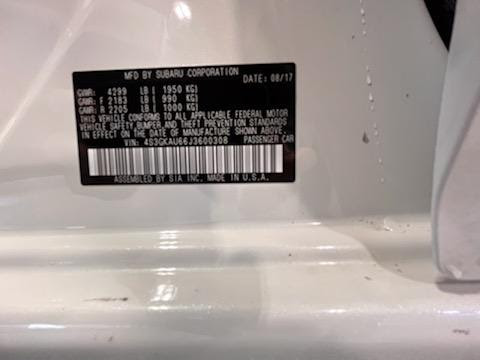 MFD BY SUBARU CORPORATION DATE: 08/17
GVWR: 4299 LB ( 1950 KG)
GAWR: F 2183 LB ( 990 KG)
GAWR: R 2205 LB ( 1000 KG)
THIS VEHICLE CONFORMS TO ALL APPLICABLE FEDERAL MOTOR
VEHICLE SAFETY, BUMPER, AND THEFT PREVENTION STANDARDS
IN EFFECT ON THE DATE OF MANUFACTURE SHOWN ABOVE.
VIN: 4S3GKAU66J3600308 PASSENGER CAR
ASSEMBLED BY SIA INC. MADE IN U.S.A.